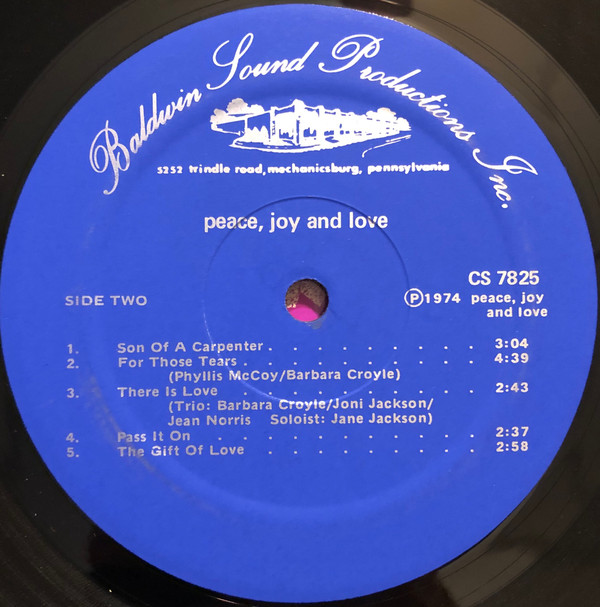 Baldwin Sound Productions Inc.
5252 trindle road, mechanicsburg, pennsylvania
peace, joy and love
CS 7825
SIDE TWO
Ⓟ1974 peace, joy
and love
1. Son Of A Carpenter . . . . . . . . . . 3:04
2. For Those Tears . . . . . . . . . . . 4:39
(Phyllis McCoy/Barbara Croyle)
3. There Is Love . . . . . . . . . . . 2:43
(Trio: Barbara Croyle/Joni Jackson/
Jean Norris Soloist: Jane Jackson)
4. Pass It On . . . . . . . . . . . . 2:37
5. The Gift Of Love . . . . . . . . . . 2:58